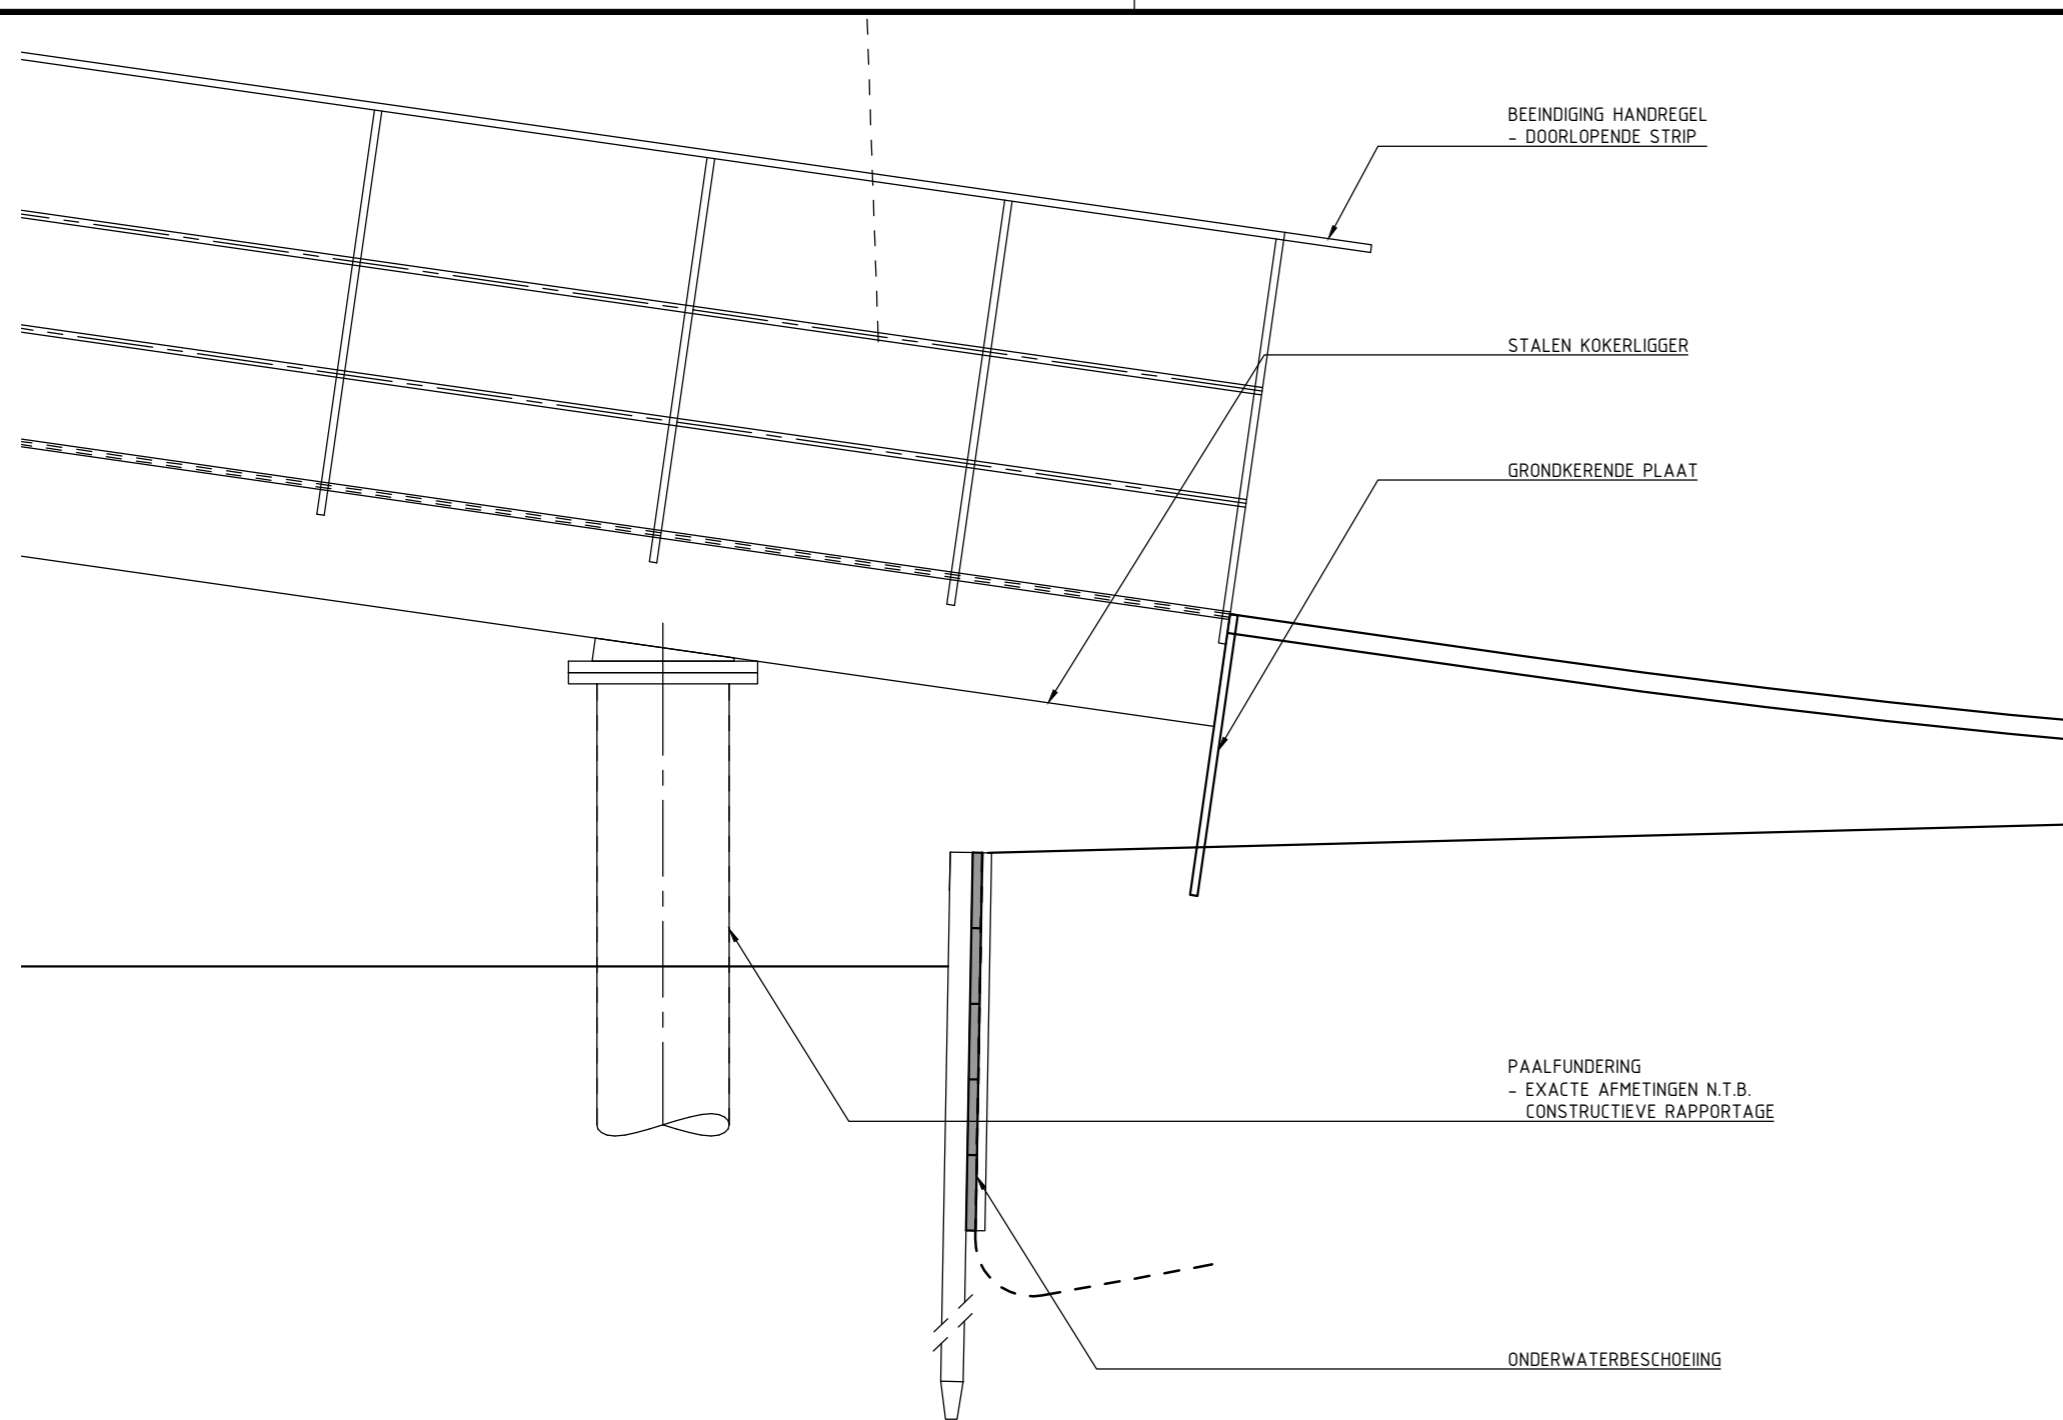 BEEINDIGING HANDREGEL
- DOORLOPENDE STRIP
STALEN KOKERLIGGER
GRONDKERENDE PLAAT
PAALFUNDERING
- EXACTE AFMETINGEN N.T.B.
CONSTRUCTIEVE RAPPORTAGE
ONDERWATERBESCHOEIING